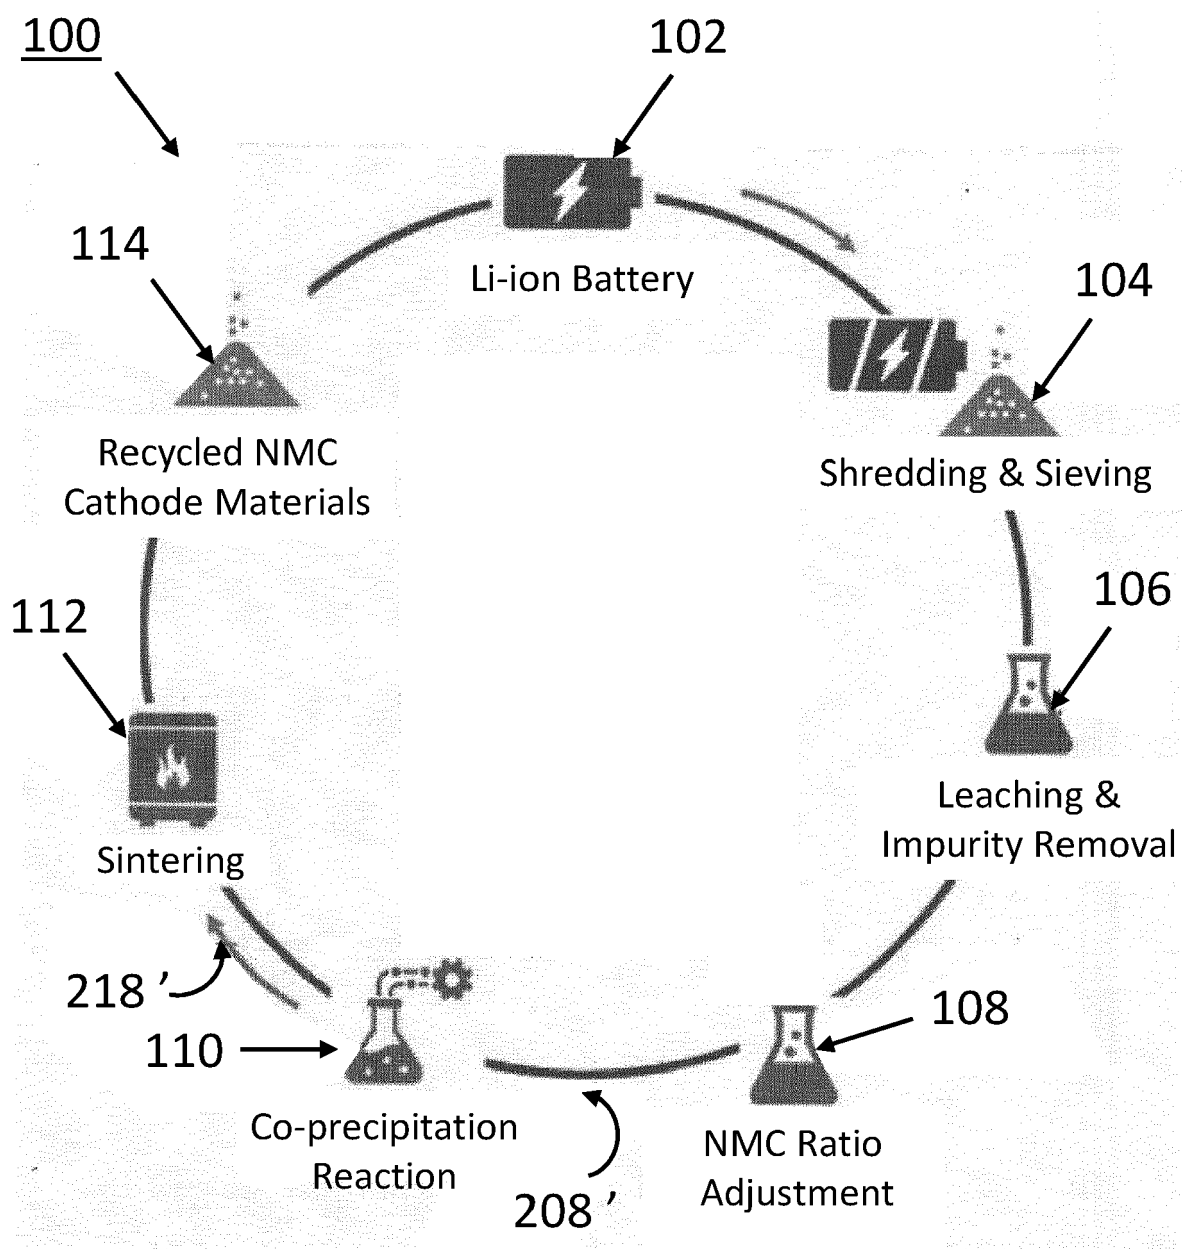 100
102
114
Li-ion Battery
104
Recycled NMC
Cathode Materials
Shredding & Sieving
106
112
Leaching &
Impurity Removal
Sintering
218 ’
108
110
Co-precipitation
Reaction
NMC Ratio
Adjustment
208 ’